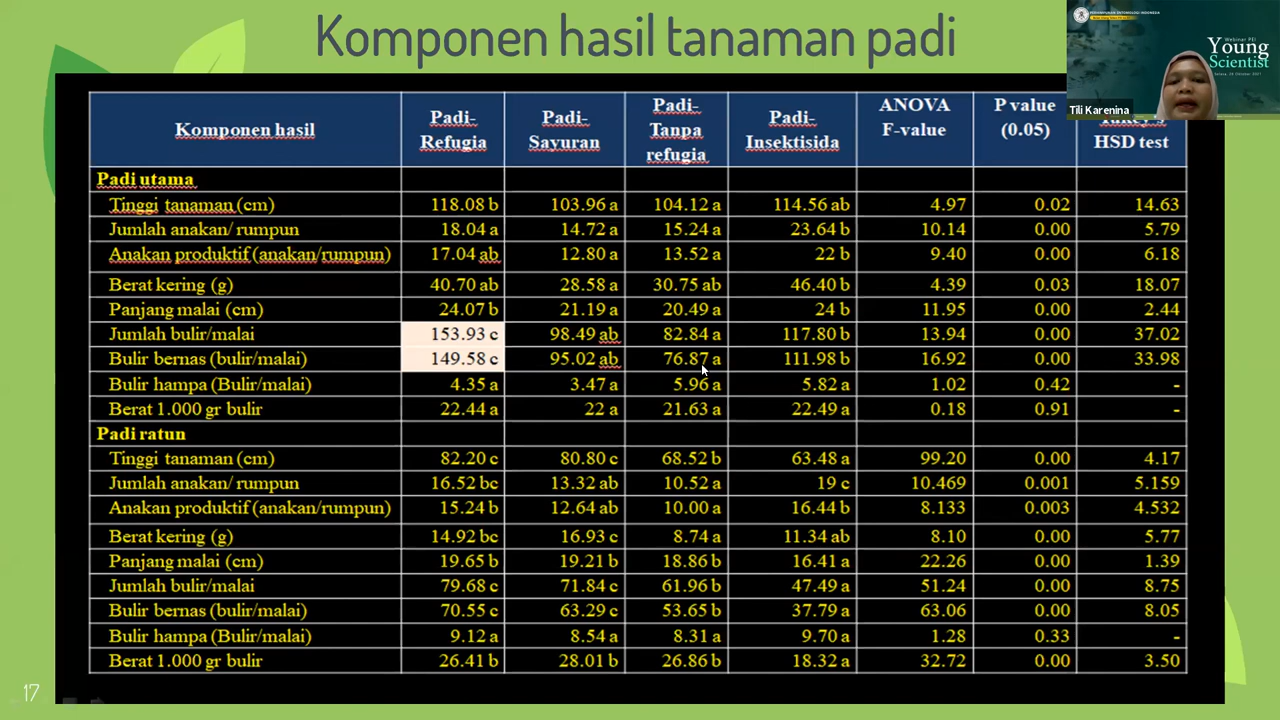 Komponen hasil tanaman padi
PERHIMPUNAN ENTOMOLOGI INDONESIA
Webinar PEI
Young
Scientist
Selasa, 23 Oktober 2021
Tili Karenina
Komponen hasil Padi-Refugia Padi-Sayuran Padi-Tanpa refugia Padi-Insektisida ANOVA F-value P value (0.05) Tukey's HSD test
Padi utama
Tinggi tanaman (cm) 118.08 b 103.96 a 104.12 a 114.56 ab 4.97 0.02 14.63
Jumlah anakan/ rumpun 18.04 a 14.72 a 15.24 a 23.64 b 10.14 0.00 5.79
Anakan produktif (anakan/rumpun) 17.04 ab 12.80 a 13.52 a 22 b 9.40 0.00 6.18
Berat kering (g) 40.70 ab 28.58 a 30.75 ab 46.40 b 4.39 0.03 18.07
Panjang malai (cm) 24.07 b 21.19 a 20.49 a 24 b 11.95 0.00 2.44
Jumlah bulir/malai 153.93 c 98.49 ab 82.84 a 117.80 b 13.94 0.00 37.02
Bulir bernas (bulir/malai) 149.58 c 95.02 ab 76.87 a 111.98 b 16.92 0.00 33.98
Bulir hampa (Bulir/malai) 4.35 a 3.47 a 5.96 a 5.82 a 1.02 0.42 -
Berat 1.000 gr bulir 22.44 a 22 a 21.63 a 22.49 a 0.18 0.91 -
Padi ratun
Tinggi tanaman (cm) 82.20 c 80.80 c 68.52 b 63.48 a 99.20 0.00 4.17
Jumlah anakan/ rumpun 16.52 bc 13.32 ab 10.52 a 19 c 10.469 0.001 5.159
Anakan produktif (anakan/rumpun) 15.24 b 12.64 ab 10.00 a 16.44 b 8.133 0.003 4.532
Berat kering (g) 14.92 bc 16.93 c 8.74 a 11.34 ab 8.10 0.00 5.77
Panjang malai (cm) 19.65 b 19.21 b 18.86 b 16.41 a 22.26 0.00 1.39
Jumlah bulir/malai 79.68 c 71.84 c 61.96 b 47.49 a 51.24 0.00 8.75
Bulir bernas (bulir/malai) 70.55 c 63.29 c 53.65 b 37.79 a 63.06 0.00 8.05
Bulir hampa (Bulir/malai) 9.12 a 8.54 a 8.31 a 9.70 a 1.28 0.33 -
Berat 1.000 gr bulir 26.41 b 28.01 b 26.86 b 18.32 a 32.72 0.00 3.50
17